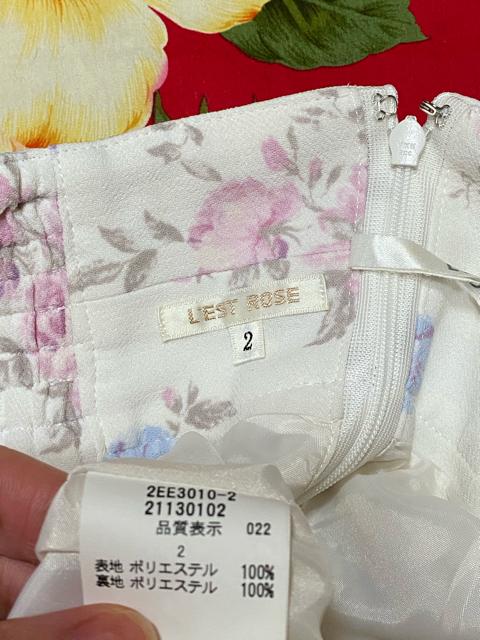 L'EST ROSE
2
2EE3010-2
21130102
品質表示 022
2
表地 ポリエステル 100%
裏地 ポリエステル 100%